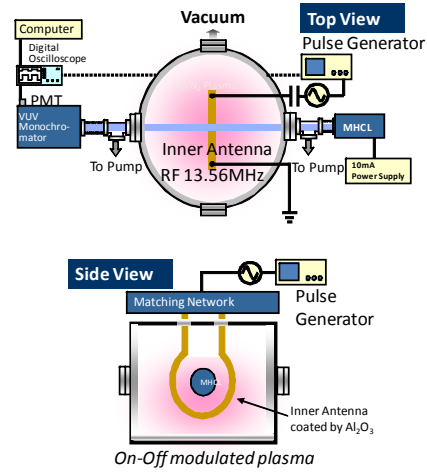 Vacuum
Top View
Computer
Digital
Oscilloscope
Pulse Generator
PMT
VUV
Monochro-
mator
MHCL
To Pump
Inner Antenna
RF 13.56MHz
To Pump
10mA
Power Supply
Side View
Matching Network
Pulse
Generator
MHCL
Inner Antenna
coated by Al₂O₃
On-Off modulated plasma